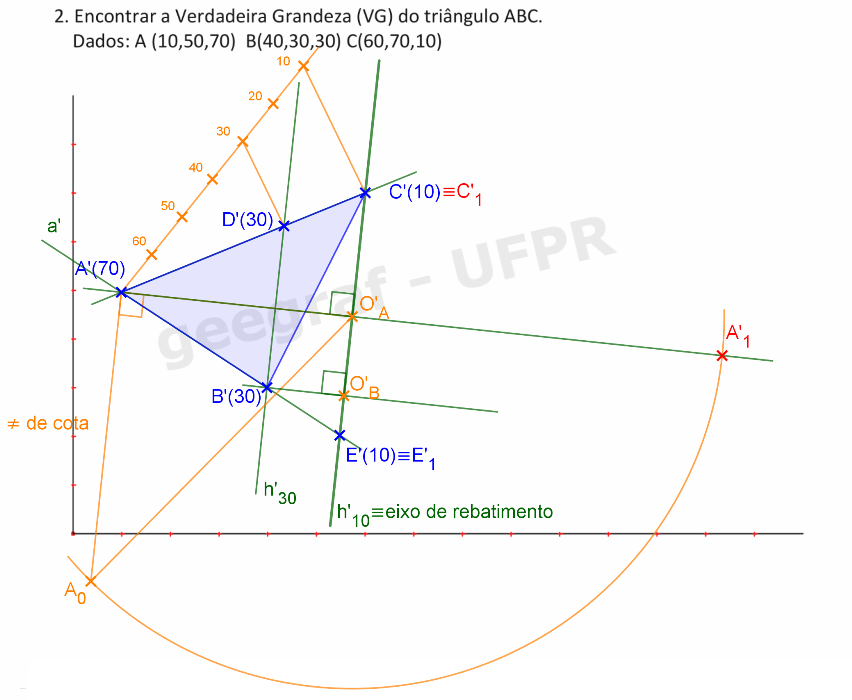 2. Encontrar a Verdadeira Grandeza (VG) do triângulo ABC.
Dados: A (10,50,70) B(40,30,30) C(60,70,10)
10
20
30
40
50
60
C'(10)≡C'1
D'(30)
a'
A'(70)
geegraf - UFPR
O'A
A'1
O'B
B'(30)
≠ de cota
E'(10)≡E'1
h'30
h'10≡eixo de rebatimento
A0